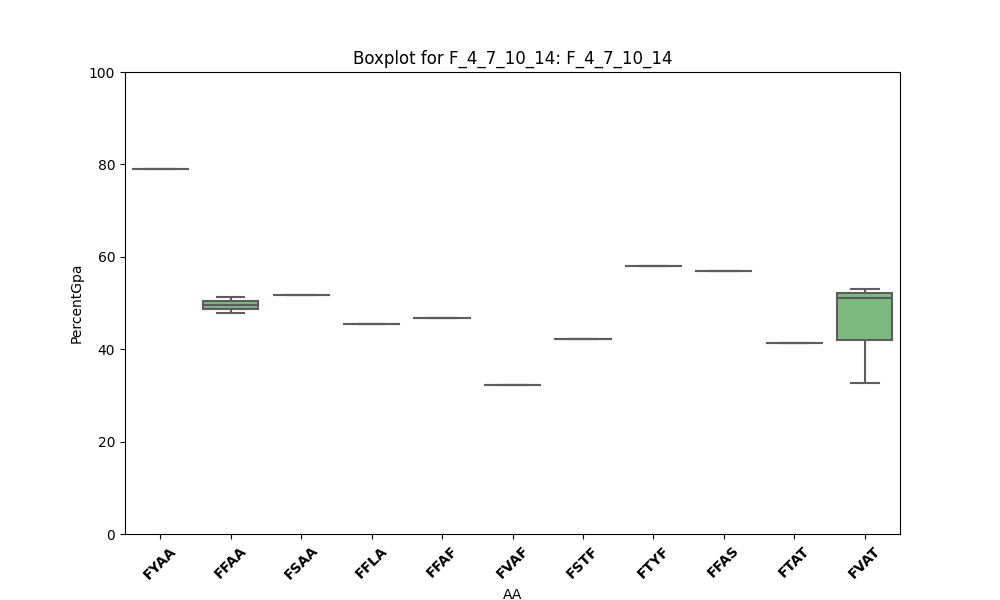 Boxplot for F_4_7_10_14: F_4_7_10_14
100
80
60
40
20
0
PercentGpa
FYAA FFAA FSAA FFLA FFAF FVAF FSTF FTYF FFAS FTAT FVAT
AA